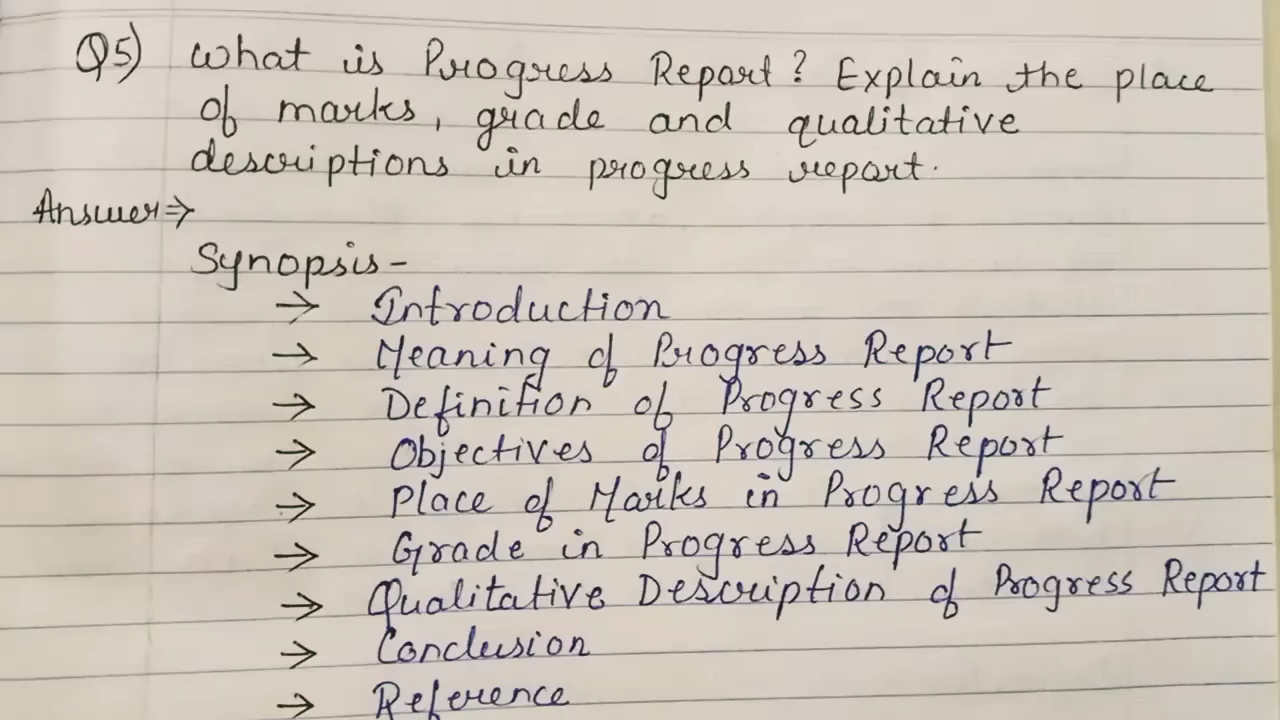 Q5) What is Progress Report? Explain the place
of marks, grade and qualitative
descriptions in progress report.
Answer⇒
Synopsis-
→ Introduction
→ Meaning of Progress Report
→ Definition of Progress Report
→ Objectives of Progress Report
→ Place of Marks in Progress Report
→ Grade in Progress Report
→ Qualitative Description of Progress Report
→ Conclusion
→ Reference